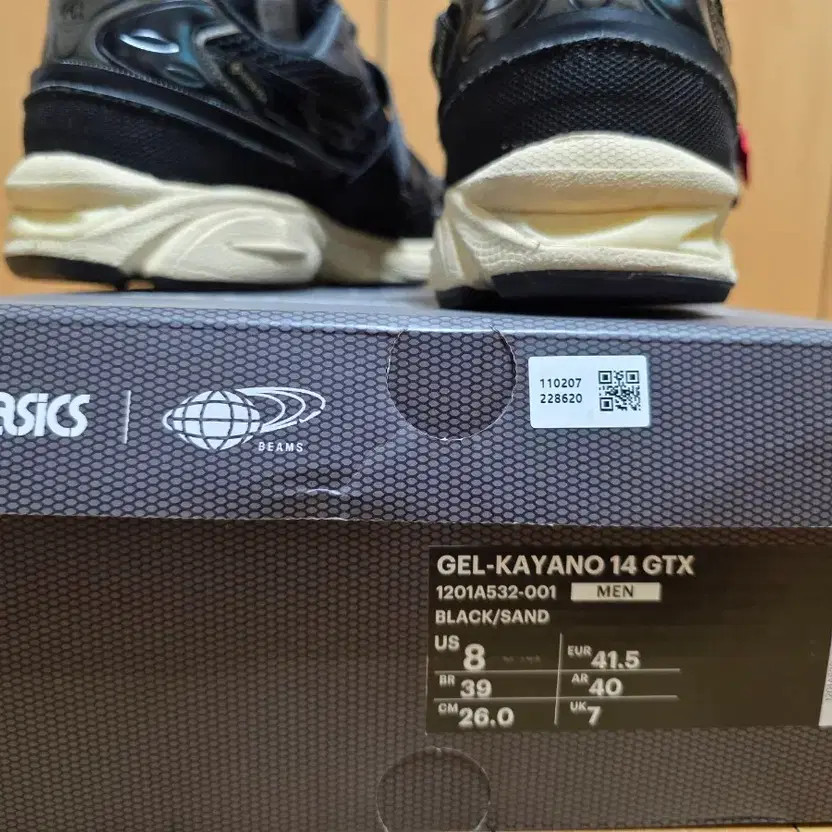 ASICS
BEAMS
110207
228620
GEL-KAYANO 14 GTX
1201A532-001 MEN
BLACK/SAND
US 8 EUR 41.5
BR 39 AR 40
CM 26.0 UK 7